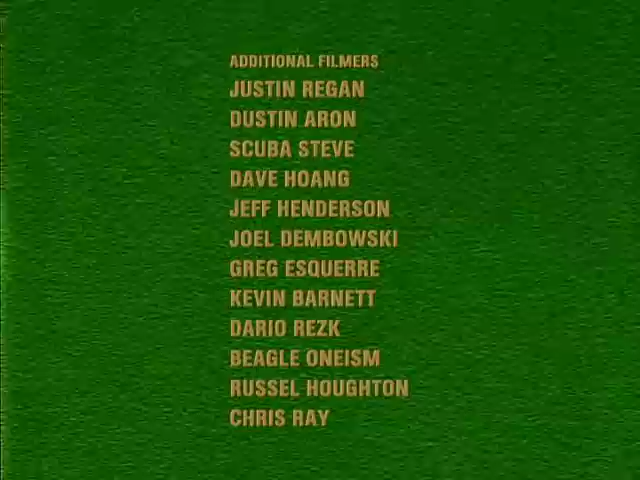 ADDITIONAL FILMERS
JUSTIN REGAN
DUSTIN ARON
SCUBA STEVE
DAVE HOANG
JEFF HENDERSON
JOEL DEMBOWSKI
GREG ESQUERRE
KEVIN BARNETT
DARIO REZK
BEAGLE ONEISM
RUSSEL HOUGHTON
CHRIS RAY